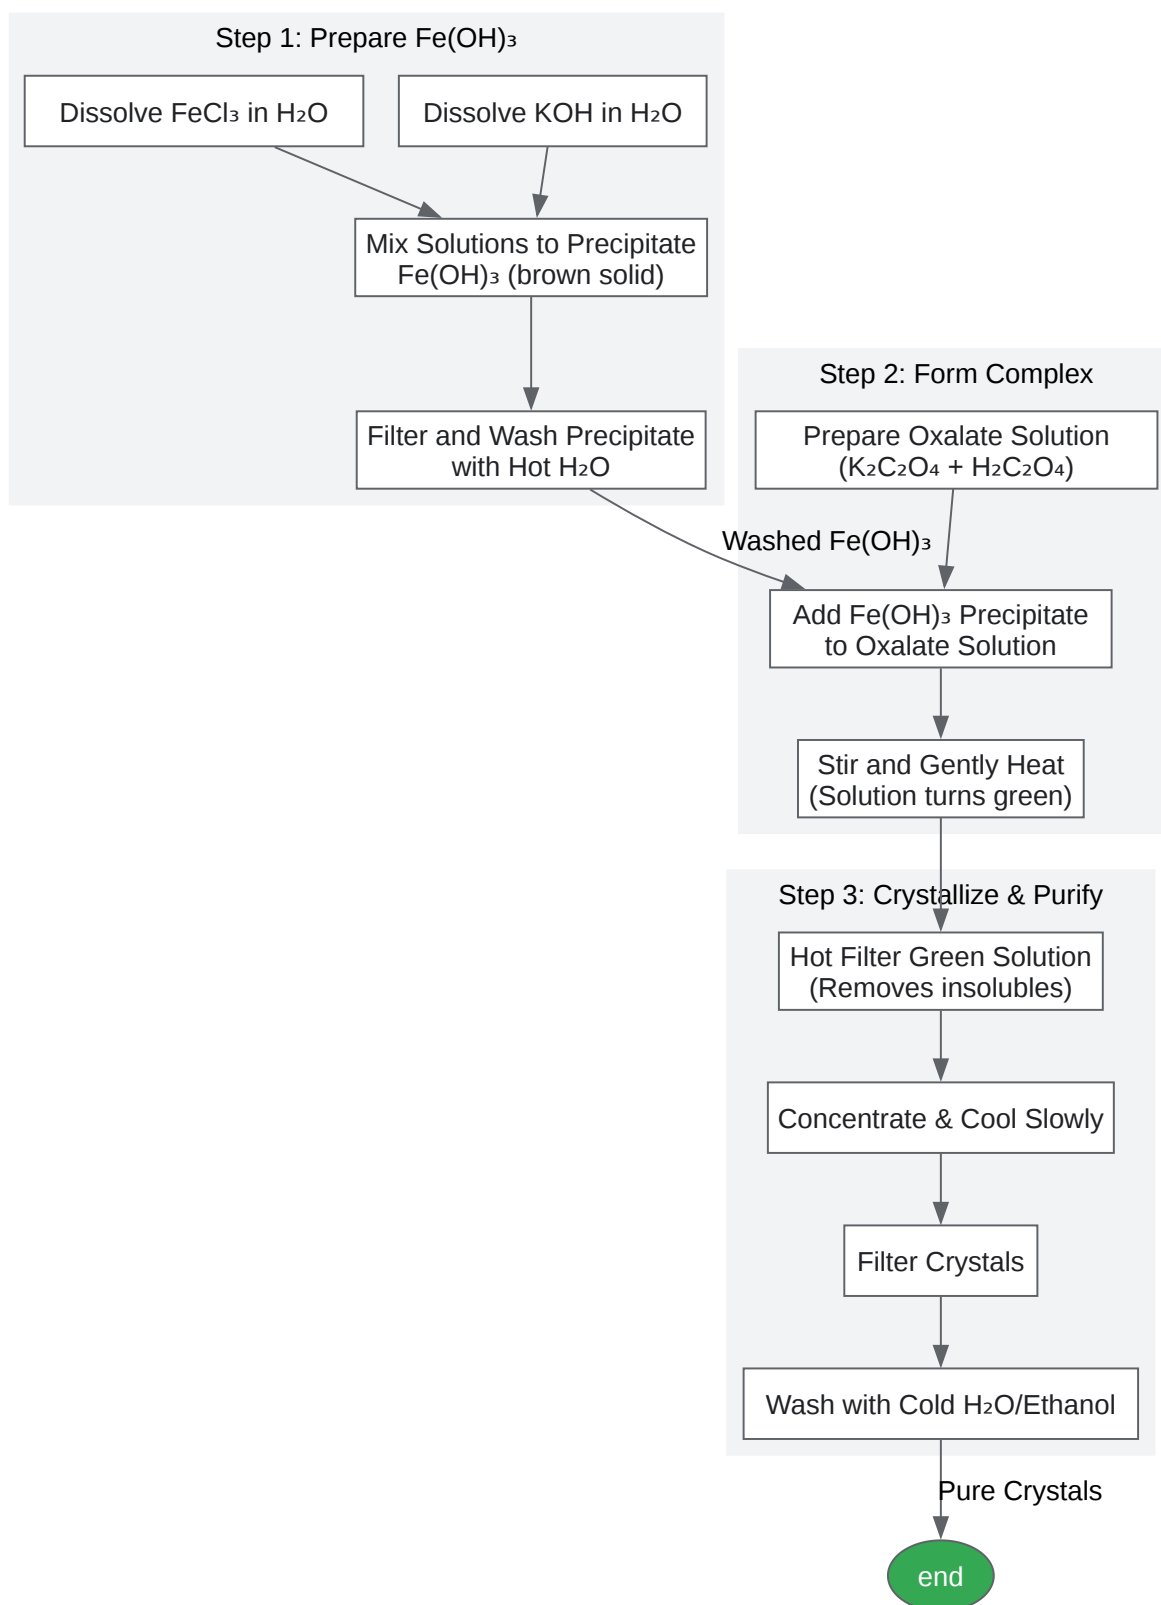 Step 1: Prepare Fe(OH)₃
Dissolve FeCl₃ in H₂O
Dissolve KOH in H₂O
Mix Solutions to Precipitate
Fe(OH)₃ (brown solid)
Filter and Wash Precipitate
with Hot H₂O
Step 2: Form Complex
Prepare Oxalate Solution
(K₂C₂O₄ + H₂C₂O₄)
Washed Fe(OH)₃
Add Fe(OH)₃ Precipitate
to Oxalate Solution
Stir and Gently Heat
(Solution turns green)
Step 3: Crystallize & Purify
Hot Filter Green Solution
(Removes insolubles)
Concentrate & Cool Slowly
Filter Crystals
Wash with Cold H₂O/Ethanol
Pure Crystals
end